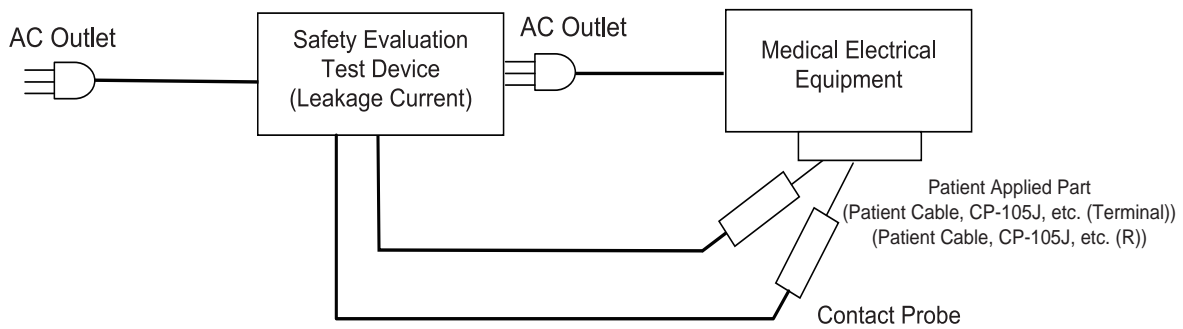 AC Outlet
Safety Evaluation
Test Device
(Leakage Current)
AC Outlet
Medical Electrical
Equipment
Patient Applied Part
(Patient Cable, CP-105J, etc. (Terminal))
(Patient Cable, CP-105J, etc. (R))
Contact Probe